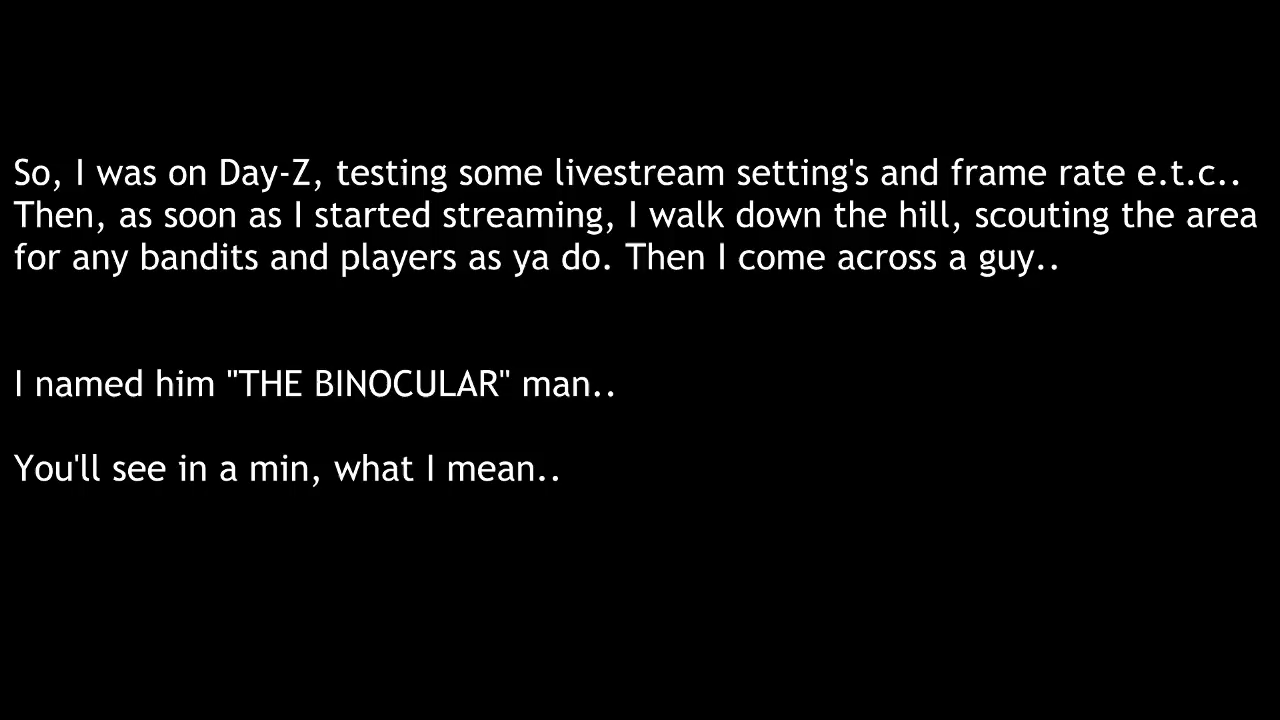 So, I was on Day-Z, testing some livestream setting's and frame rate e.t.c..
Then, as soon as I started streaming, I walk down the hill, scouting the area
for any bandits and players as ya do. Then I come across a guy..
I named him "THE BINOCULAR" man..
You'll see in a min, what I mean..